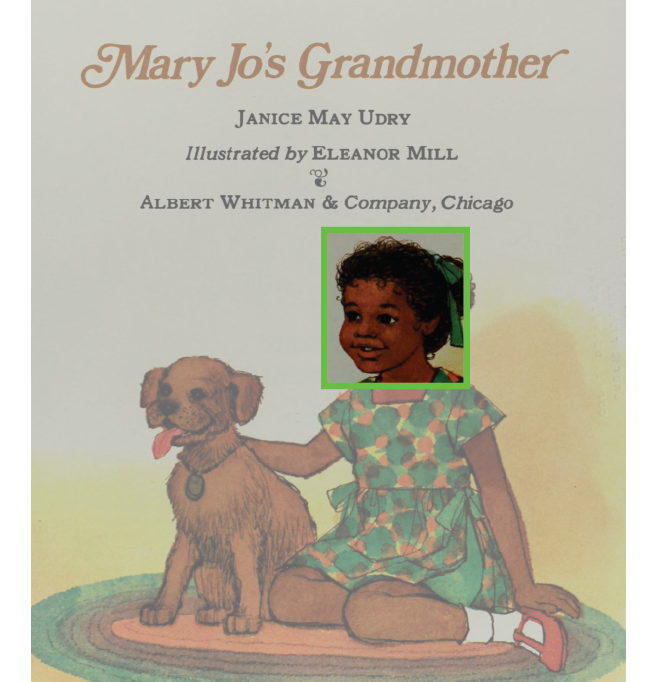 Mary Jo's Grandmother
JANICE MAY UDRY
Illustrated by ELEANOR MILL
ALBERT WHITMAN & Company, Chicago